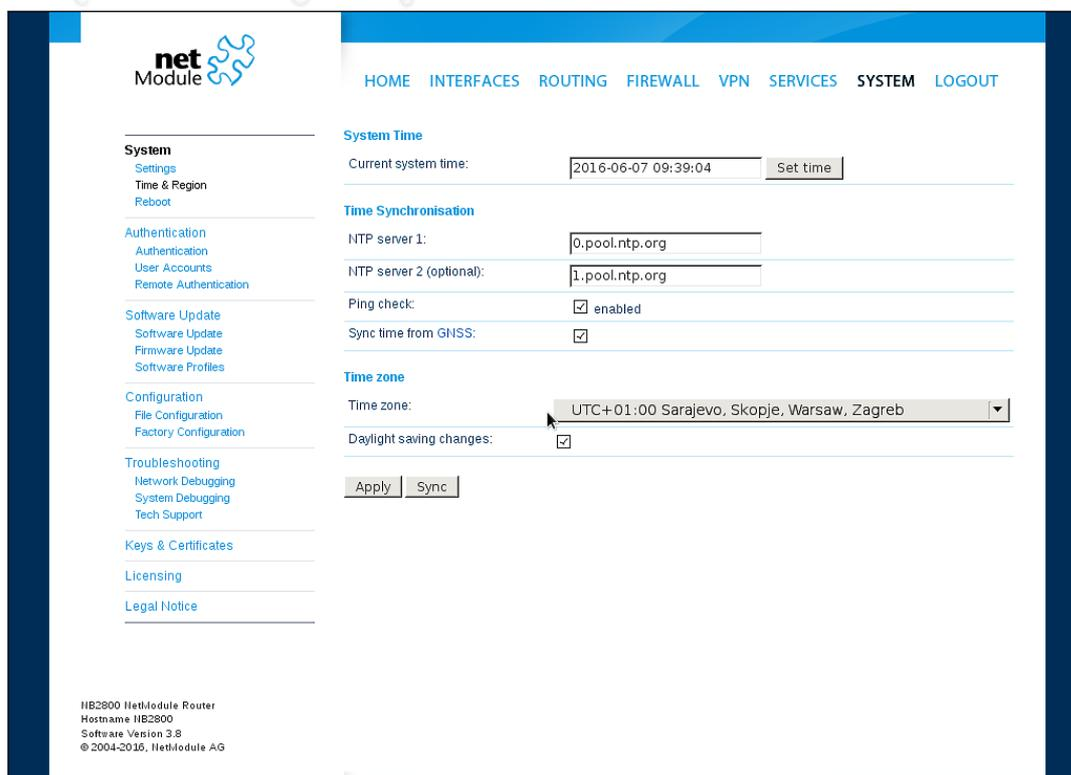 net
Module
HOME INTERFACES ROUTING FIREWALL VPN SERVICES SYSTEM LOGOUT
System
Settings
Time & Region
Reboot
Authentication
Authentication
User Accounts
Remote Authentication
Software Update
Software Update
Firmware Update
Software Profiles
Configuration
File Configuration
Factory Configuration
Troubleshooting
Network Debugging
System Debugging
Tech Support
Keys & Certificates
Licensing
Legal Notice
System Time
Current system time: 2016-06-07 09:39:04 Set time
Time Synchronisation
NTP server 1: 0.pool.ntp.org
NTP server 2 (optional): 1.pool.ntp.org
Ping check: enabled
Sync time from GNSS:
Time zone
Time zone: UTC+01:00 Sarajevo, Skopje, Warsaw, Zagreb
Daylight saving changes:
Apply Sync
NB2800 NetModule Router
Hostname NB2800
Software Version 3.8
© 2004-2016, NetModule AG